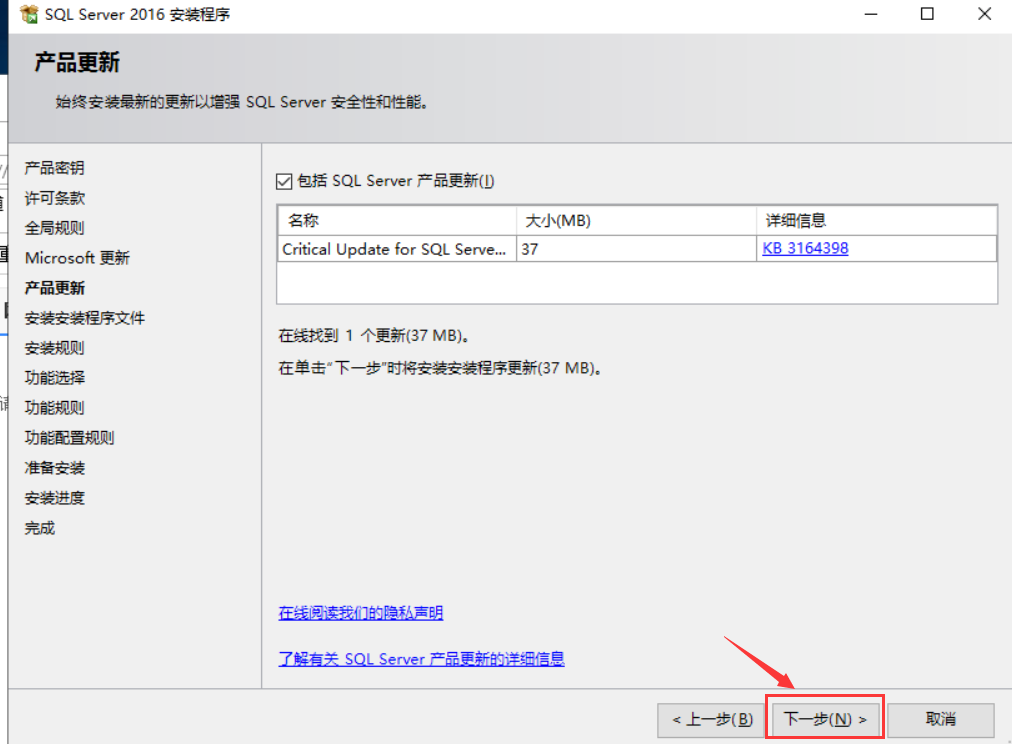 SQL Server 2016 安装程序
产品更新
始终安装最新的更新以增强 SQL Server 安全性和性能。
产品密钥
许可条款
全局规则
Microsoft 更新
产品更新
安装安装程序文件
安装规则
功能选择
功能规则
功能配置规则
准备安装
安装进度
完成
包括 SQL Server 产品更新(I)
名称 大小(MB) 详细信息
Critical Update for SQL Serve... 37 KB 3164398
在线找到 1 个更新(37 MB)。
在单击“下一步”时将安装安装程序更新(37 MB)。
在线阅读我们的隐私声明
了解有关 SQL Server 产品更新的详细信息
< 上一步(B) 下一步(N) > 取消